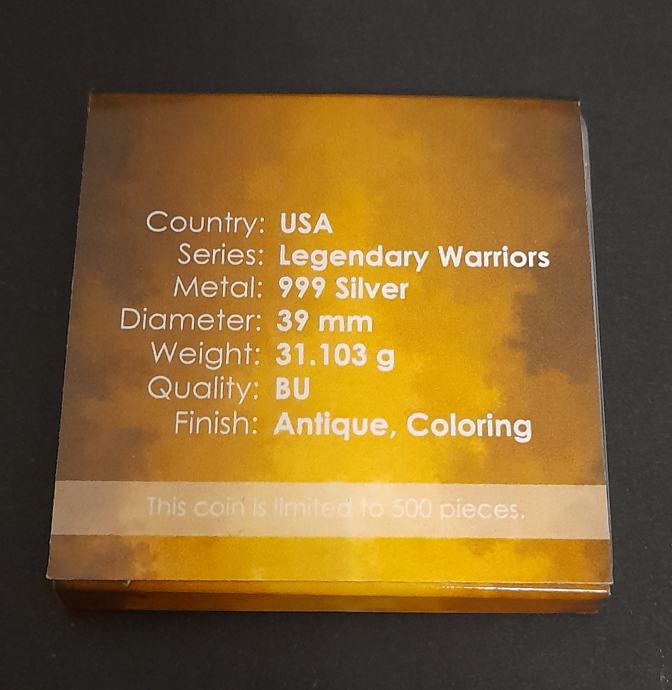 Country: USA
Series: Legendary Warriors
Metal: 999 Silver
Diameter: 39 mm
Weight: 31.103 g
Quality: BU
Finish: Antique, Coloring
This coin is limited to 500 pieces.